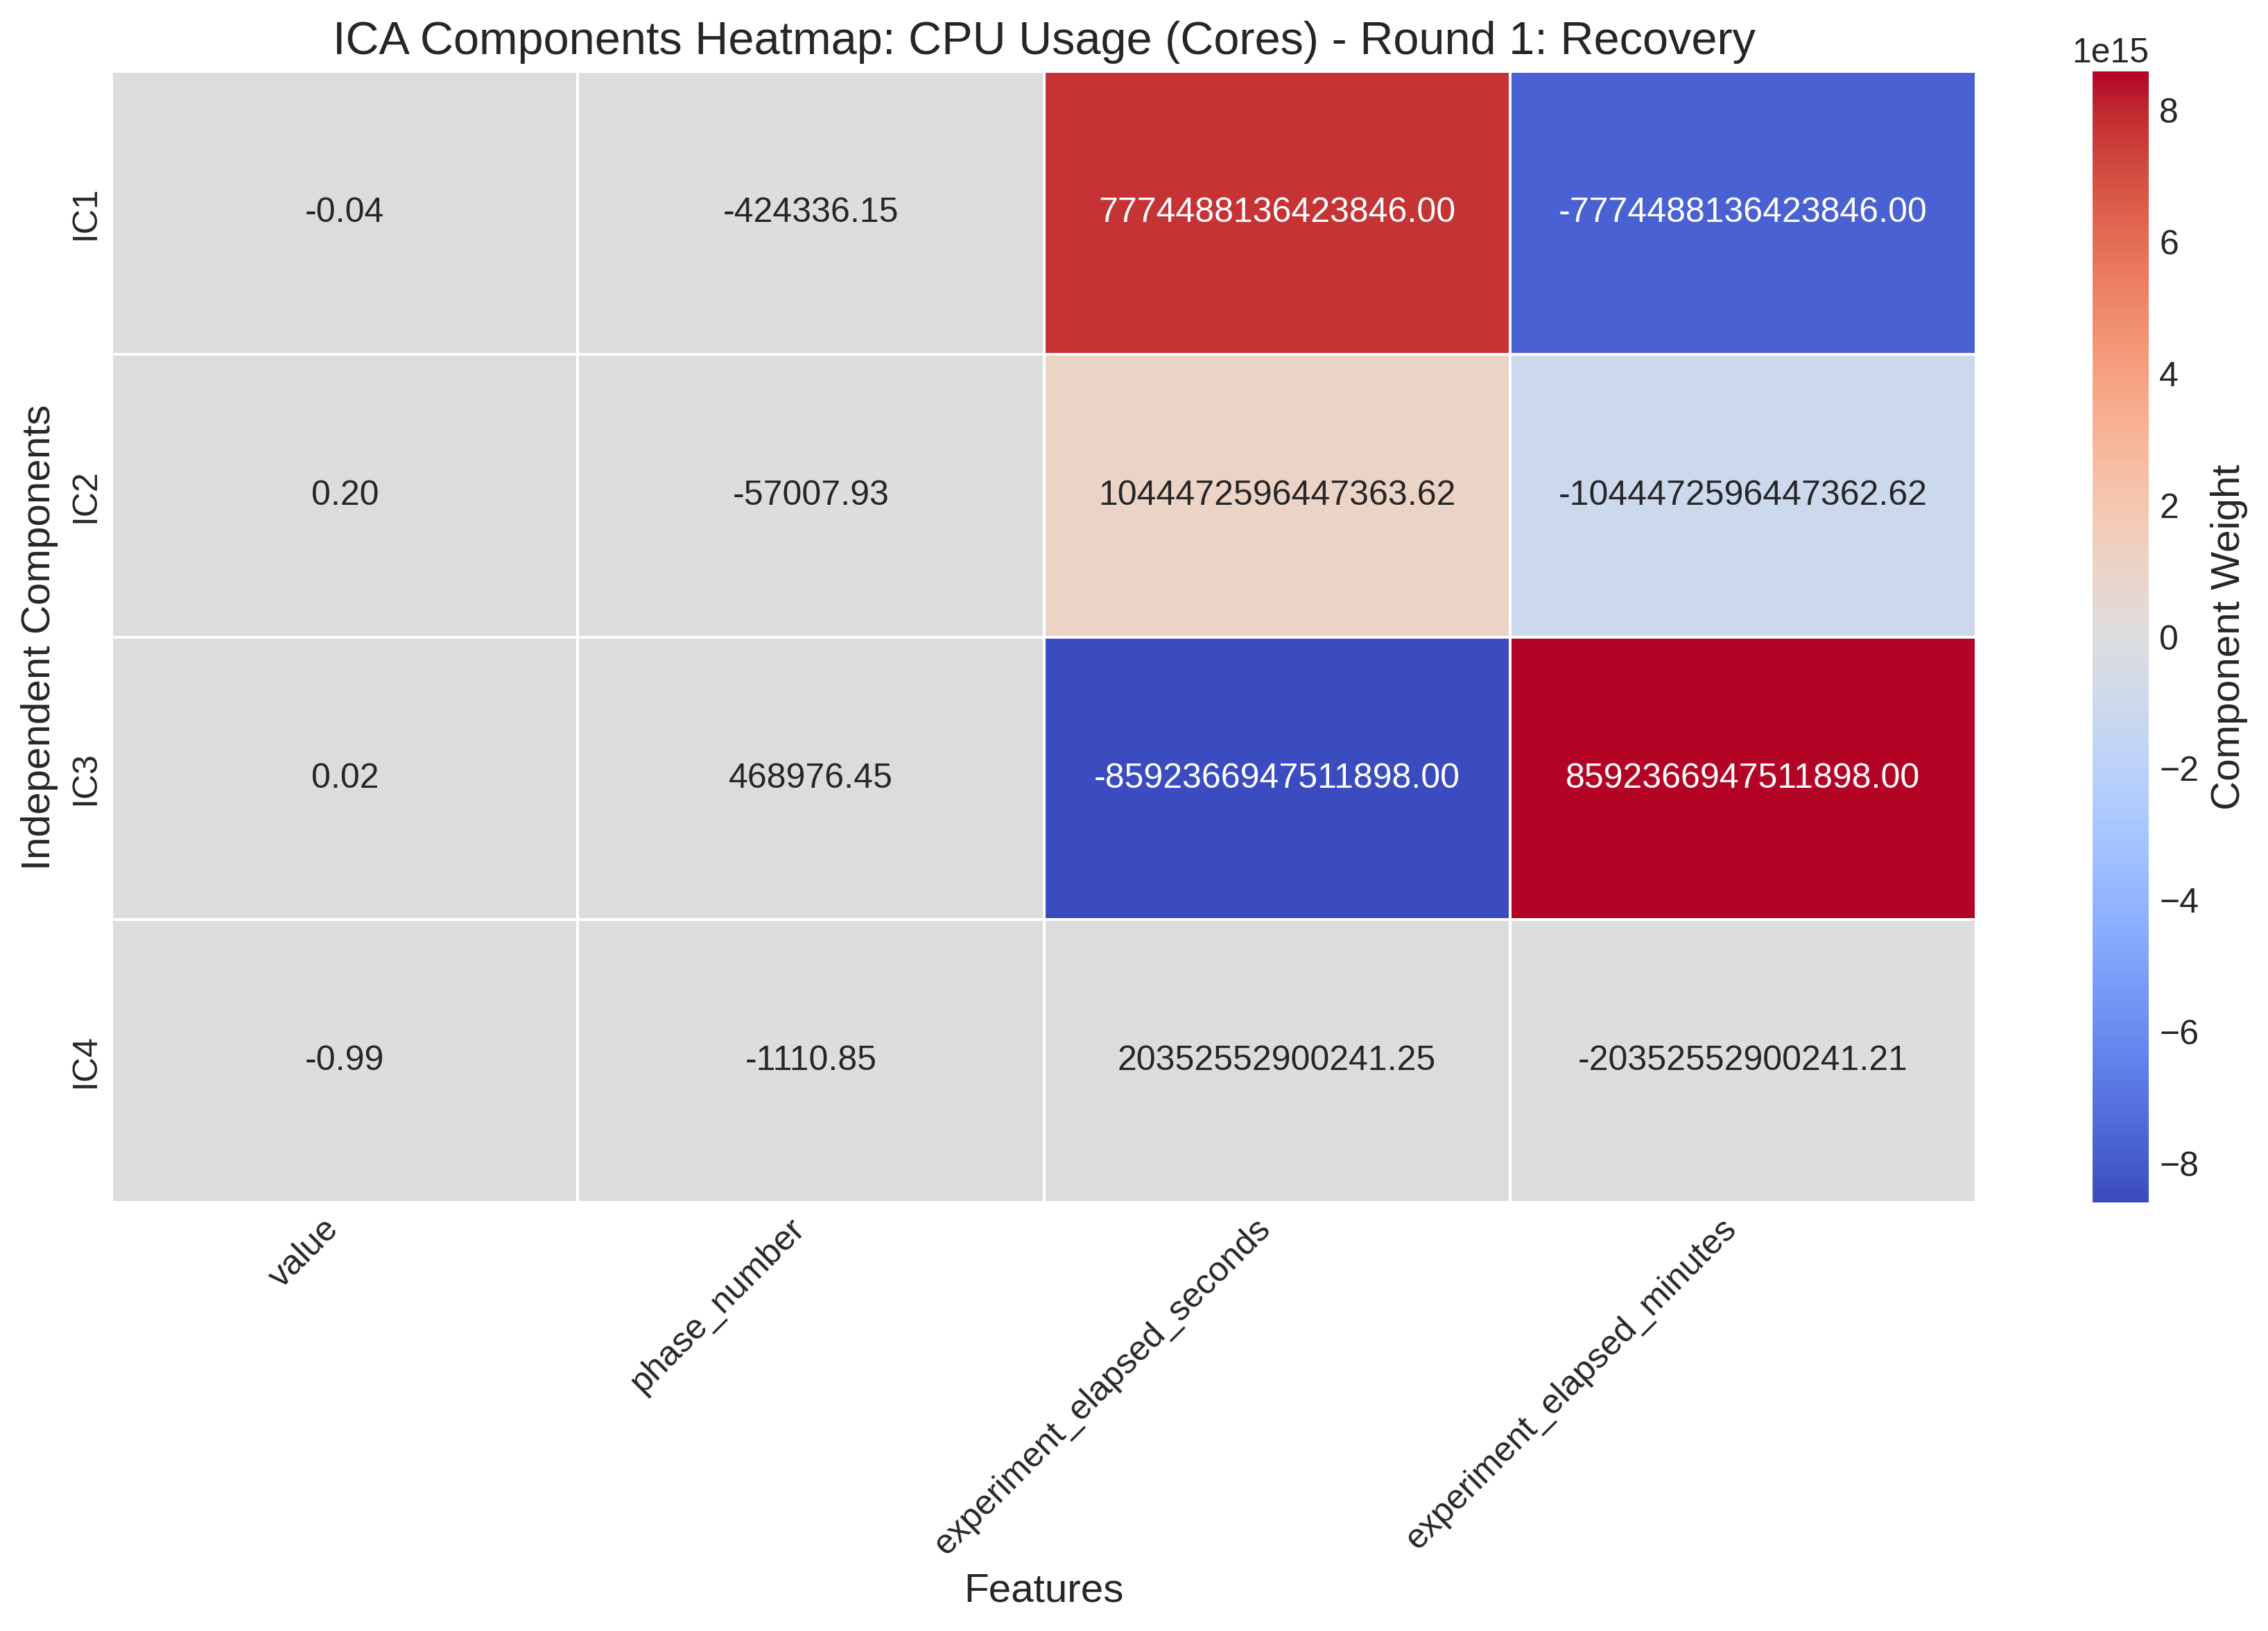 ICA Components Heatmap: CPU Usage (Cores) - Round 1: Recovery
1e15
Independent Components
IC1
-0.04
-424336.15
7774488136423846.00
-7774488136423846.00
IC2
0.20
-57007.93
1044472596447363.62
-1044472596447362.62
IC3
0.02
468976.45
-8592366947511898.00
8592366947511898.00
IC4
-0.99
-1110.85
20352552900241.25
-20352552900241.21
value
phase_number
experiment_elapsed_seconds
experiment_elapsed_minutes
Features
8
6
4
2
0
−2
−4
−6
−8
Component Weight